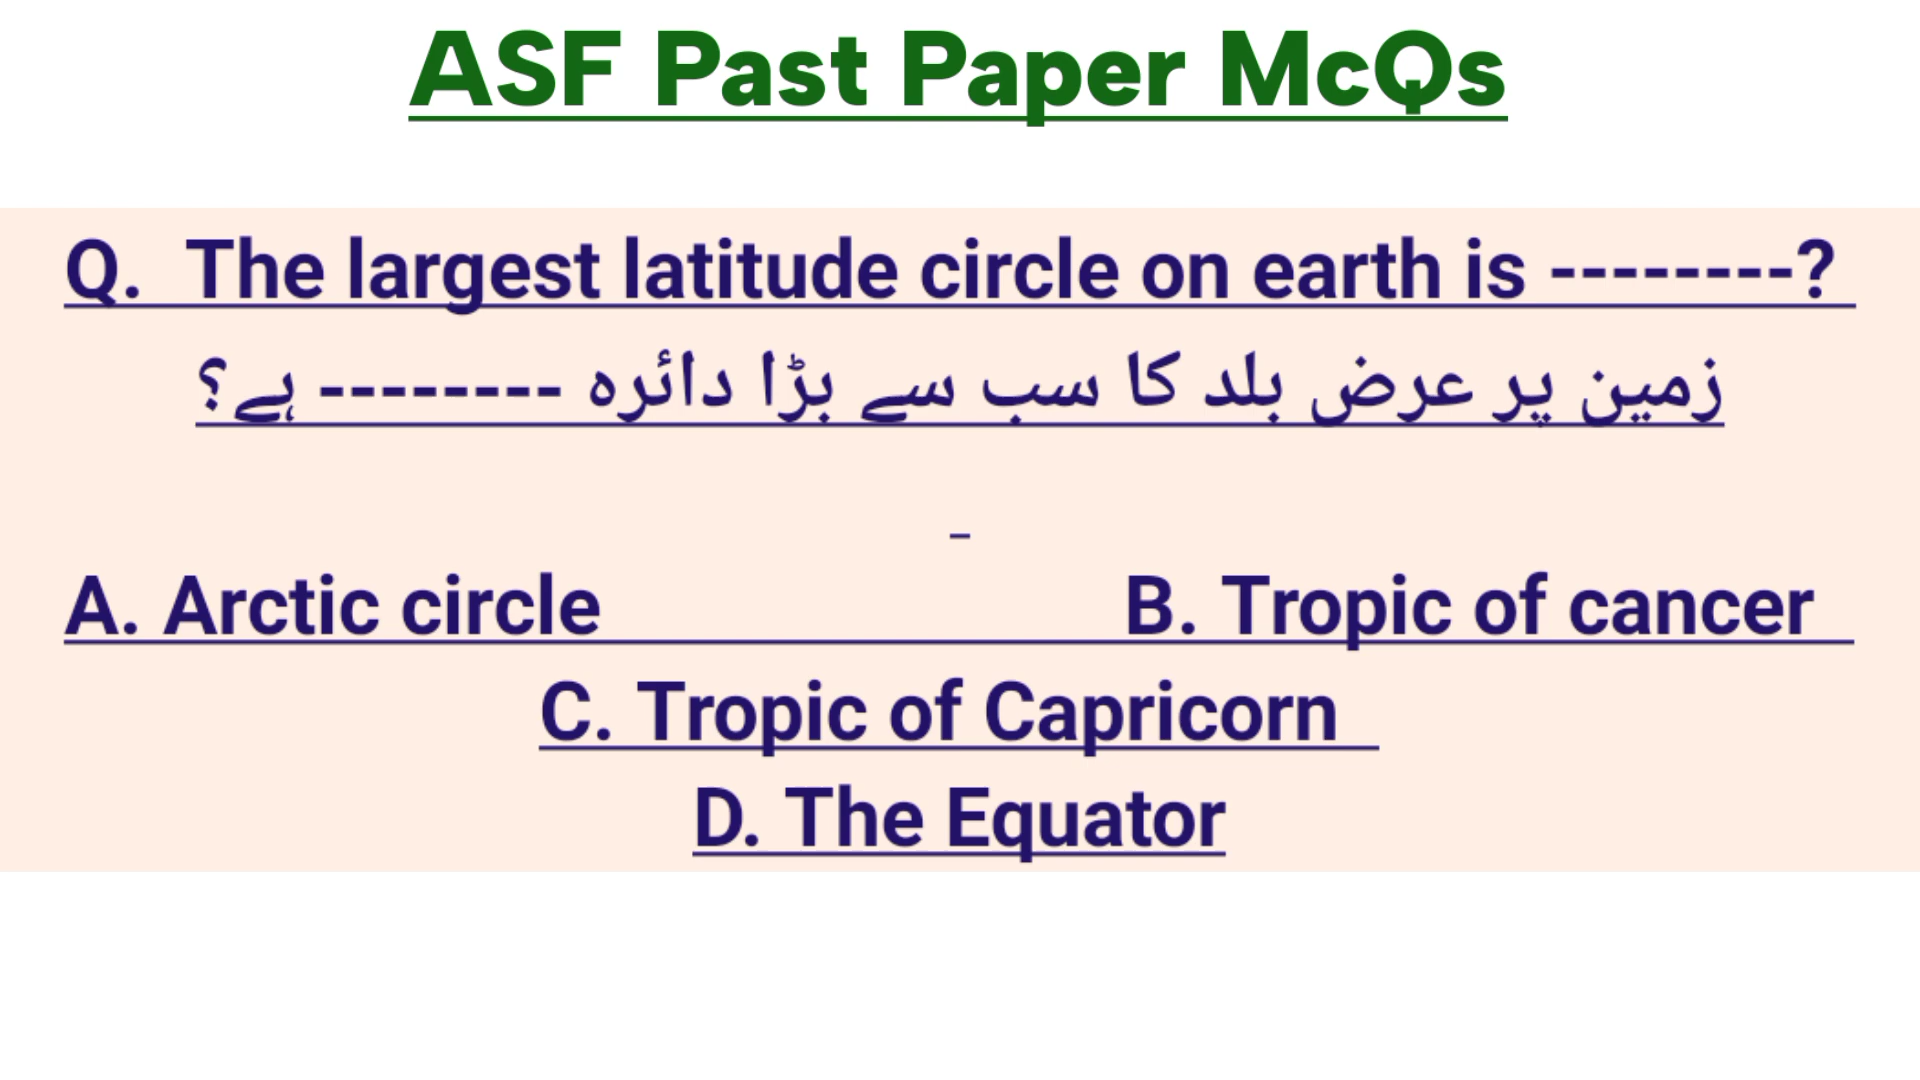 ASF Past Paper McQs
Q. The largest latitude circle on earth is --------?
زمین پر عرض بلد کا سب سے بڑا دائرہ -------- ہے؟
A. Arctic circle B. Tropic of cancer
C. Tropic of Capricorn
D. The Equator